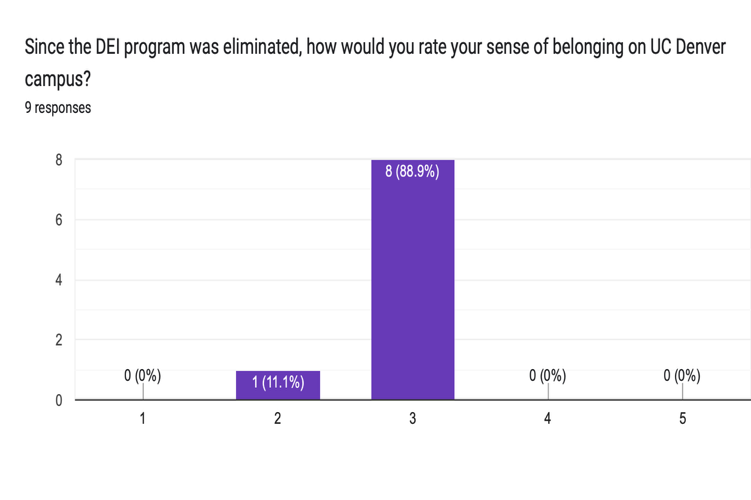 Since the DEI program was eliminated, how would you rate your sense of belonging on UC Denver
campus?
9 responses
8
8 (88.9%)
6
4
2
0 (0%)
1 (11.1%)
0 (0%)
0 (0%)
0
1 2 3 4 5